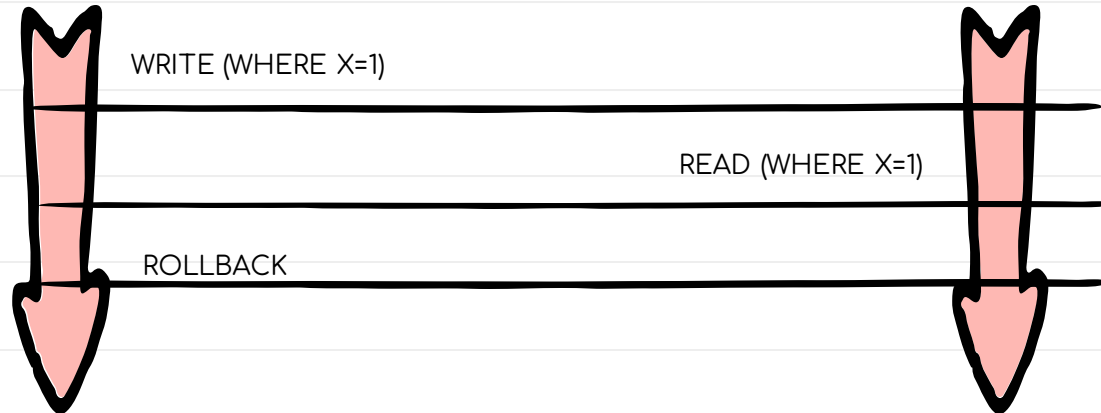 WRITE (WHERE X=1)
READ (WHERE X=1)
ROLLBACK